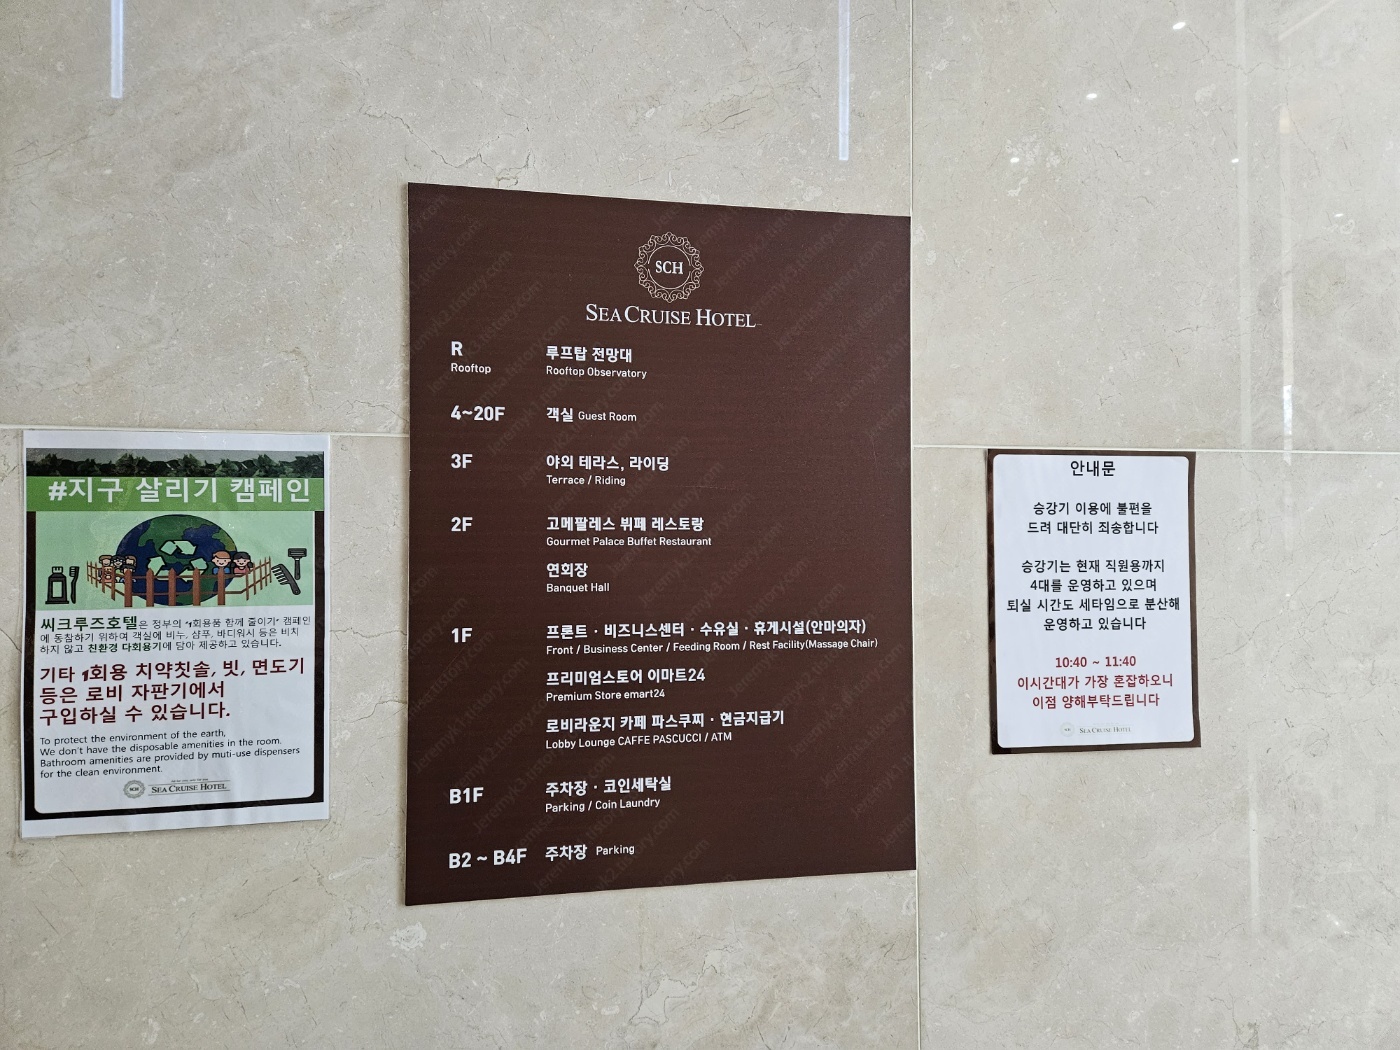 #지구 살리기 캠페인
씨크루즈호텔은 정부의 "1회용품 함께 줄이기" 캠페인
에 동참하기 위하여 객실에 비누, 샴푸, 바디워시 등은 비치
하지 않고 친환경 다회용기에 담아 제공하고 있습니다.
기타 1회용 치약칫솔, 빗, 면도기
등은 로비 자판기에서
구입하실 수 있습니다.
To protect the environment of the earth,
We don't have the disposable amenities in the room.
Bathroom amenities are provided by muti-use dispensers
for the clean environment.
SCH
SEA CRUISE HOTEL
SCH
SEA CRUISE HOTEL
R 루프탑 전망대
Rooftop Rooftop Observatory
4~20F 객실 Guest Room
3F 야외 테라스, 라이딩
Terrace / Riding
2F 고메팔레스 뷔페 레스토랑
Gourmet Palace Buffet Restaurant
연회장
Banquet Hall
1F 프론트 · 비즈니스센터 · 수유실 · 휴게시설(안마의자)
Front / Business Center / Feeding Room / Rest Facility(Massage Chair)
프리미엄스토어 이마트24
Premium Store emart24
로비라운지 카페 파스쿠찌 · 현금지급기
Lobby Lounge CAFFE PASCUCCI / ATM
B1F 주차장 · 코인세탁실
Parking / Coin Laundry
B2 ~ B4F 주차장 Parking
안내문
승강기 이용에 불편을
드려 대단히 죄송합니다
승강기는 현재 직원용까지
4대를 운영하고 있으며
퇴실 시간도 세타임으로 분산해
운영하고 있습니다
10:40 ~ 11:40
이시간대가 가장 혼잡하오니
이점 양해부탁드립니다
SEA CRUISE HOTEL